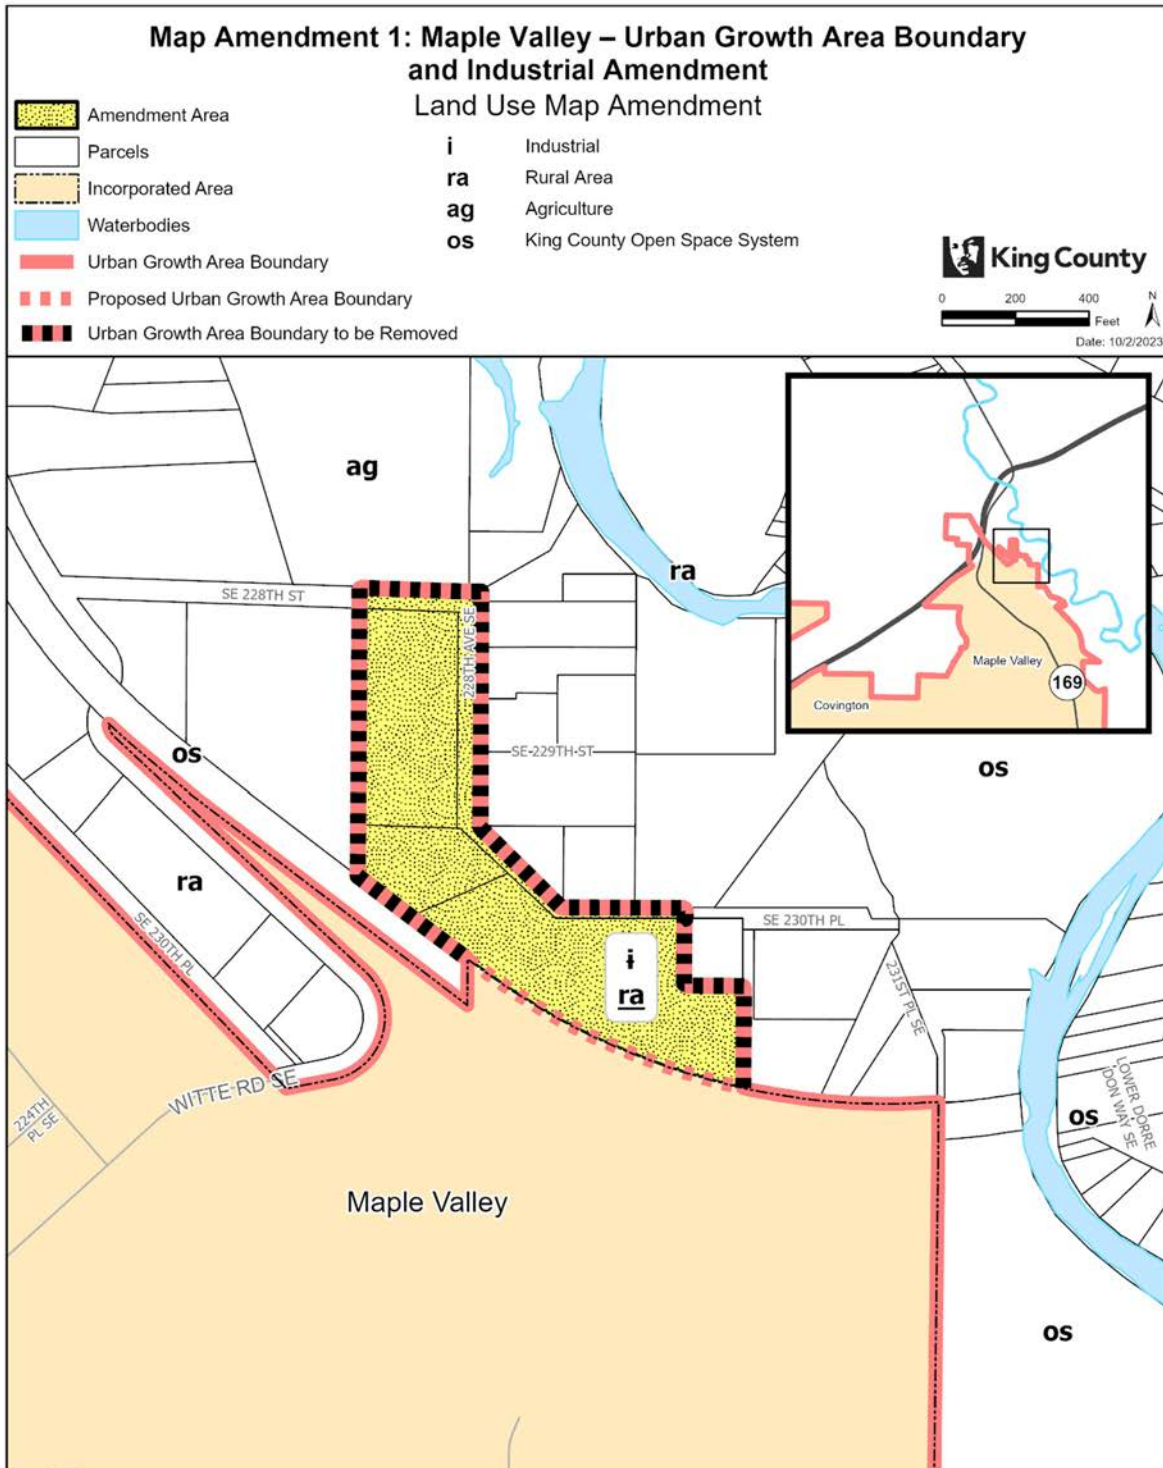 Map Amendment 1: Maple Valley – Urban Growth Area Boundary
and Industrial Amendment
Land Use Map Amendment
Amendment Area
Parcels
Incorporated Area
Waterbodies
Urban Growth Area Boundary
Proposed Urban Growth Area Boundary
Urban Growth Area Boundary to be Removed
i Industrial
ra Rural Area
ag Agriculture
os King County Open Space System
King County
0 200 400
Feet
N
Date: 10/2/2023
ag
ra
SE 228TH ST
228TH AVE SE
SE 229TH ST
Maple Valley
169
Covington
os
os
ra
SE 230TH PL
SE 230TH PL
i
ra
231ST PL SE
WITTE RD SE
224TH
PL SE
os
LOWER DORRE
DON WAY SE
Maple Valley
os